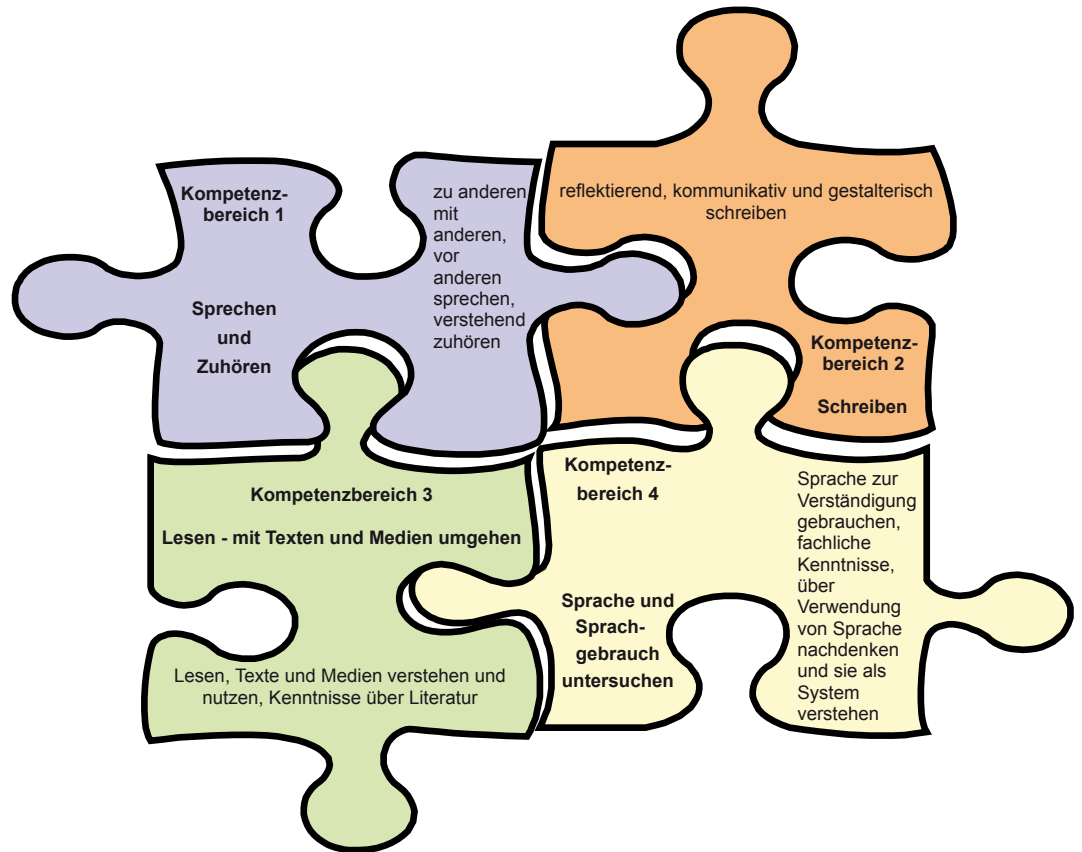 Kompetenz-
bereich 1
Sprechen
und
Zuhören
zu anderen
mit
anderen,
vor
anderen
sprechen,
verstehend
zuhören
reflektierend, kommunikativ und gestalterisch
schreiben
Kompetenz-
bereich 2
Schreiben
Kompetenzbereich 3
Lesen - mit Texten und Medien umgehen
Lesen, Texte und Medien verstehen und
nutzen, Kenntnisse über Literatur
Kompetenz-
bereich 4
Sprache und
Sprach-
gebrauch
untersuchen
Sprache zur
Verständigung
gebrauchen,
fachliche
Kenntnisse,
über
Verwendung
von Sprache
nachdenken
und sie als
System
verstehen